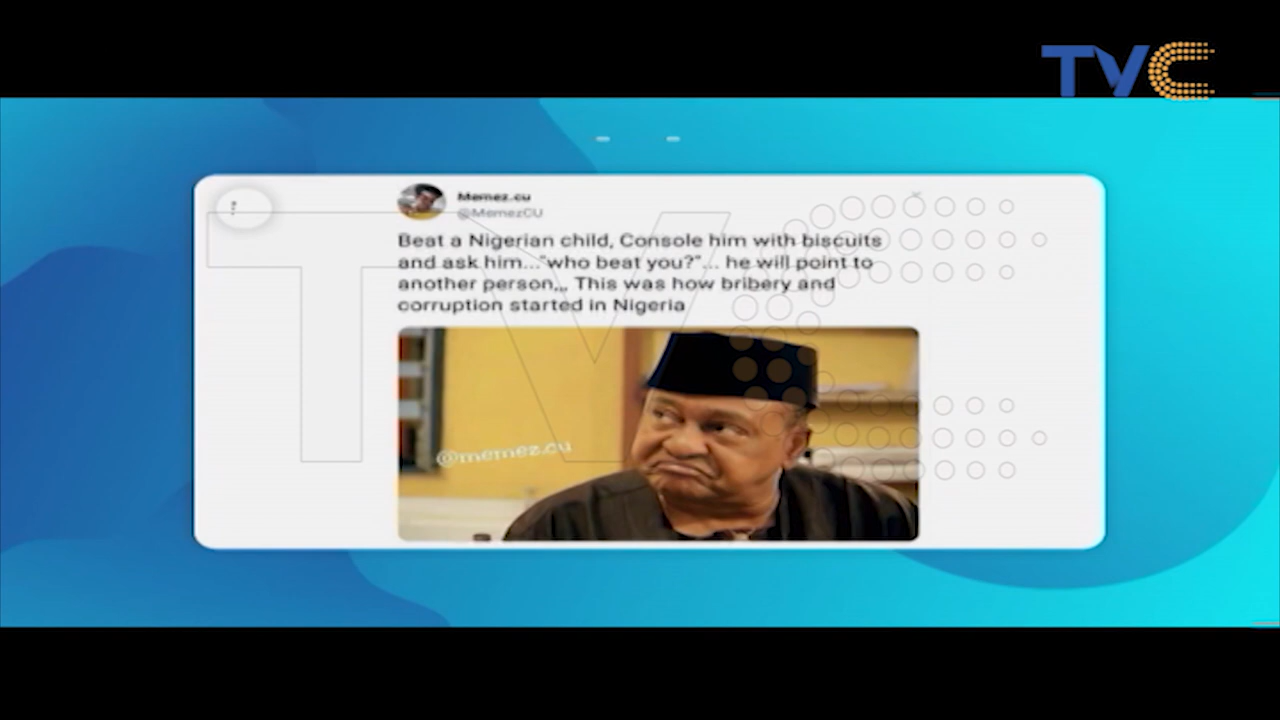 TVC
Memez.cu
@MemezCU
Beat a Nigerian child, Console him with biscuits
and ask him..."who beat you?"... he will point to
another person,,, This was how bribery and
corruption started in Nigeria
@memez.cu
TVC